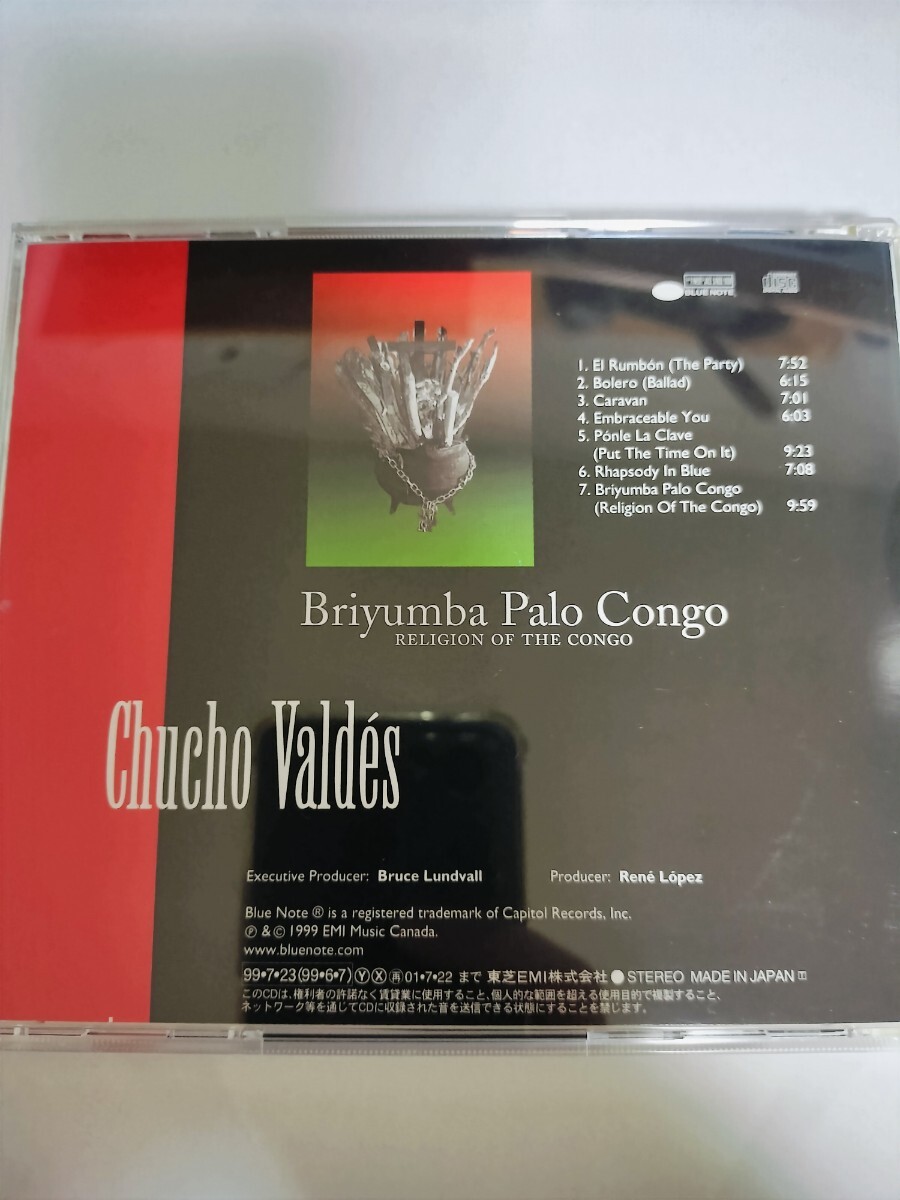 BLUE NOTE
disc
1. El Rumbón (The Party) 7:52
2. Bolero (Ballad) 6:15
3. Caravan 7:01
4. Embraceable You 6:03
5. Pónle La Clave
(Put The Time On It) 9:23
6. Rhapsody In Blue 7:08
7. Briyumba Palo Congo
(Religion Of The Congo) 9:59
Briyumba Palo Congo
RELIGION OF THE CONGO
Chucho Valdés
Executive Producer: Bruce Lundvall Producer: René López
Blue Note ® is a registered trademark of Capitol Records, Inc.
℗ & © 1999 EMI Music Canada.
www.bluenote.com
99•7•23(99•6•7) Ⓨ Ⓧ 再 01•7•22 まで 東芝EMI株式会社 ● STEREO MADE IN JAPAN
このCDは、権利者の許諾なく賃貸業に使用すること、個人的な範囲を超える使用目的で複製すること、
ネットワーク等を通じてCDに収録された音を送信できる状態にすることを禁じます。